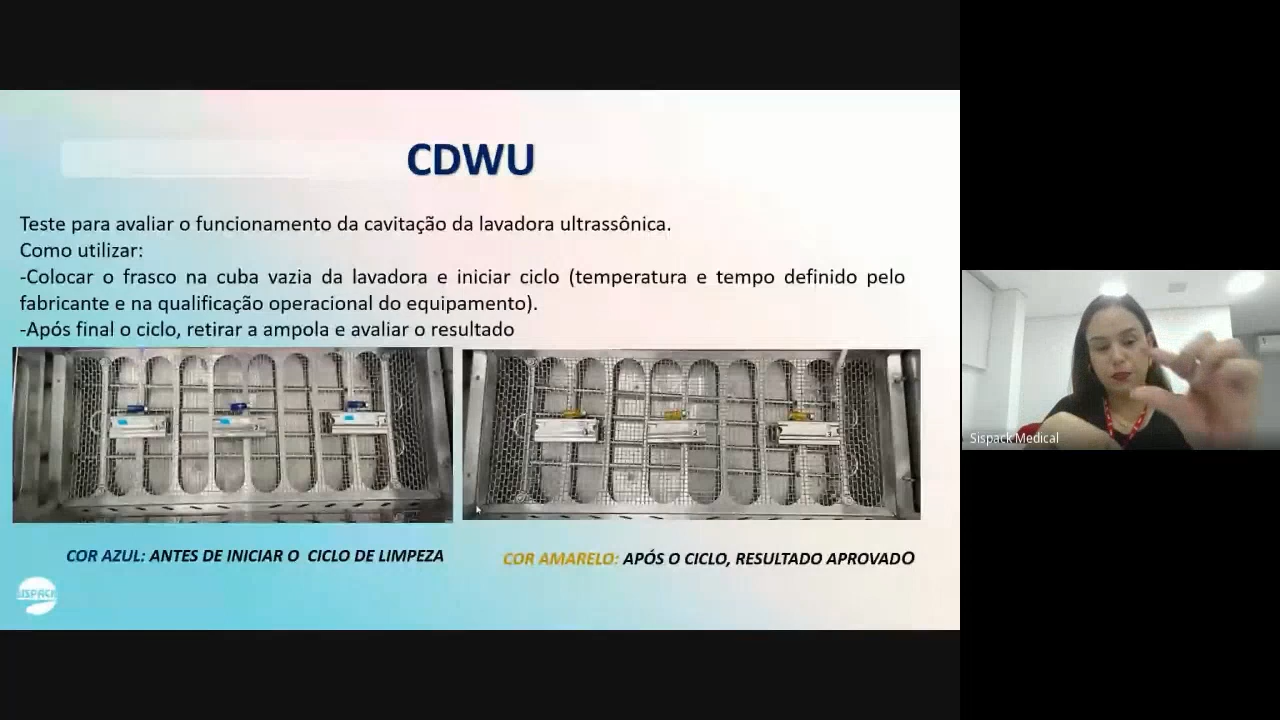 CDWU
Teste para avaliar o funcionamento da cavitação da lavadora ultrassônica.
Como utilizar:
-Colocar o frasco na cuba vazia da lavadora e iniciar ciclo (temperatura e tempo definido pelo
fabricante e na qualificação operacional do equipamento).
-Após final o ciclo, retirar a ampola e avaliar o resultado
COR AZUL: ANTES DE INICIAR O CICLO DE LIMPEZA
COR AMARELO: APÓS O CICLO, RESULTADO APROVADO
SISPACK
Sispack Medical